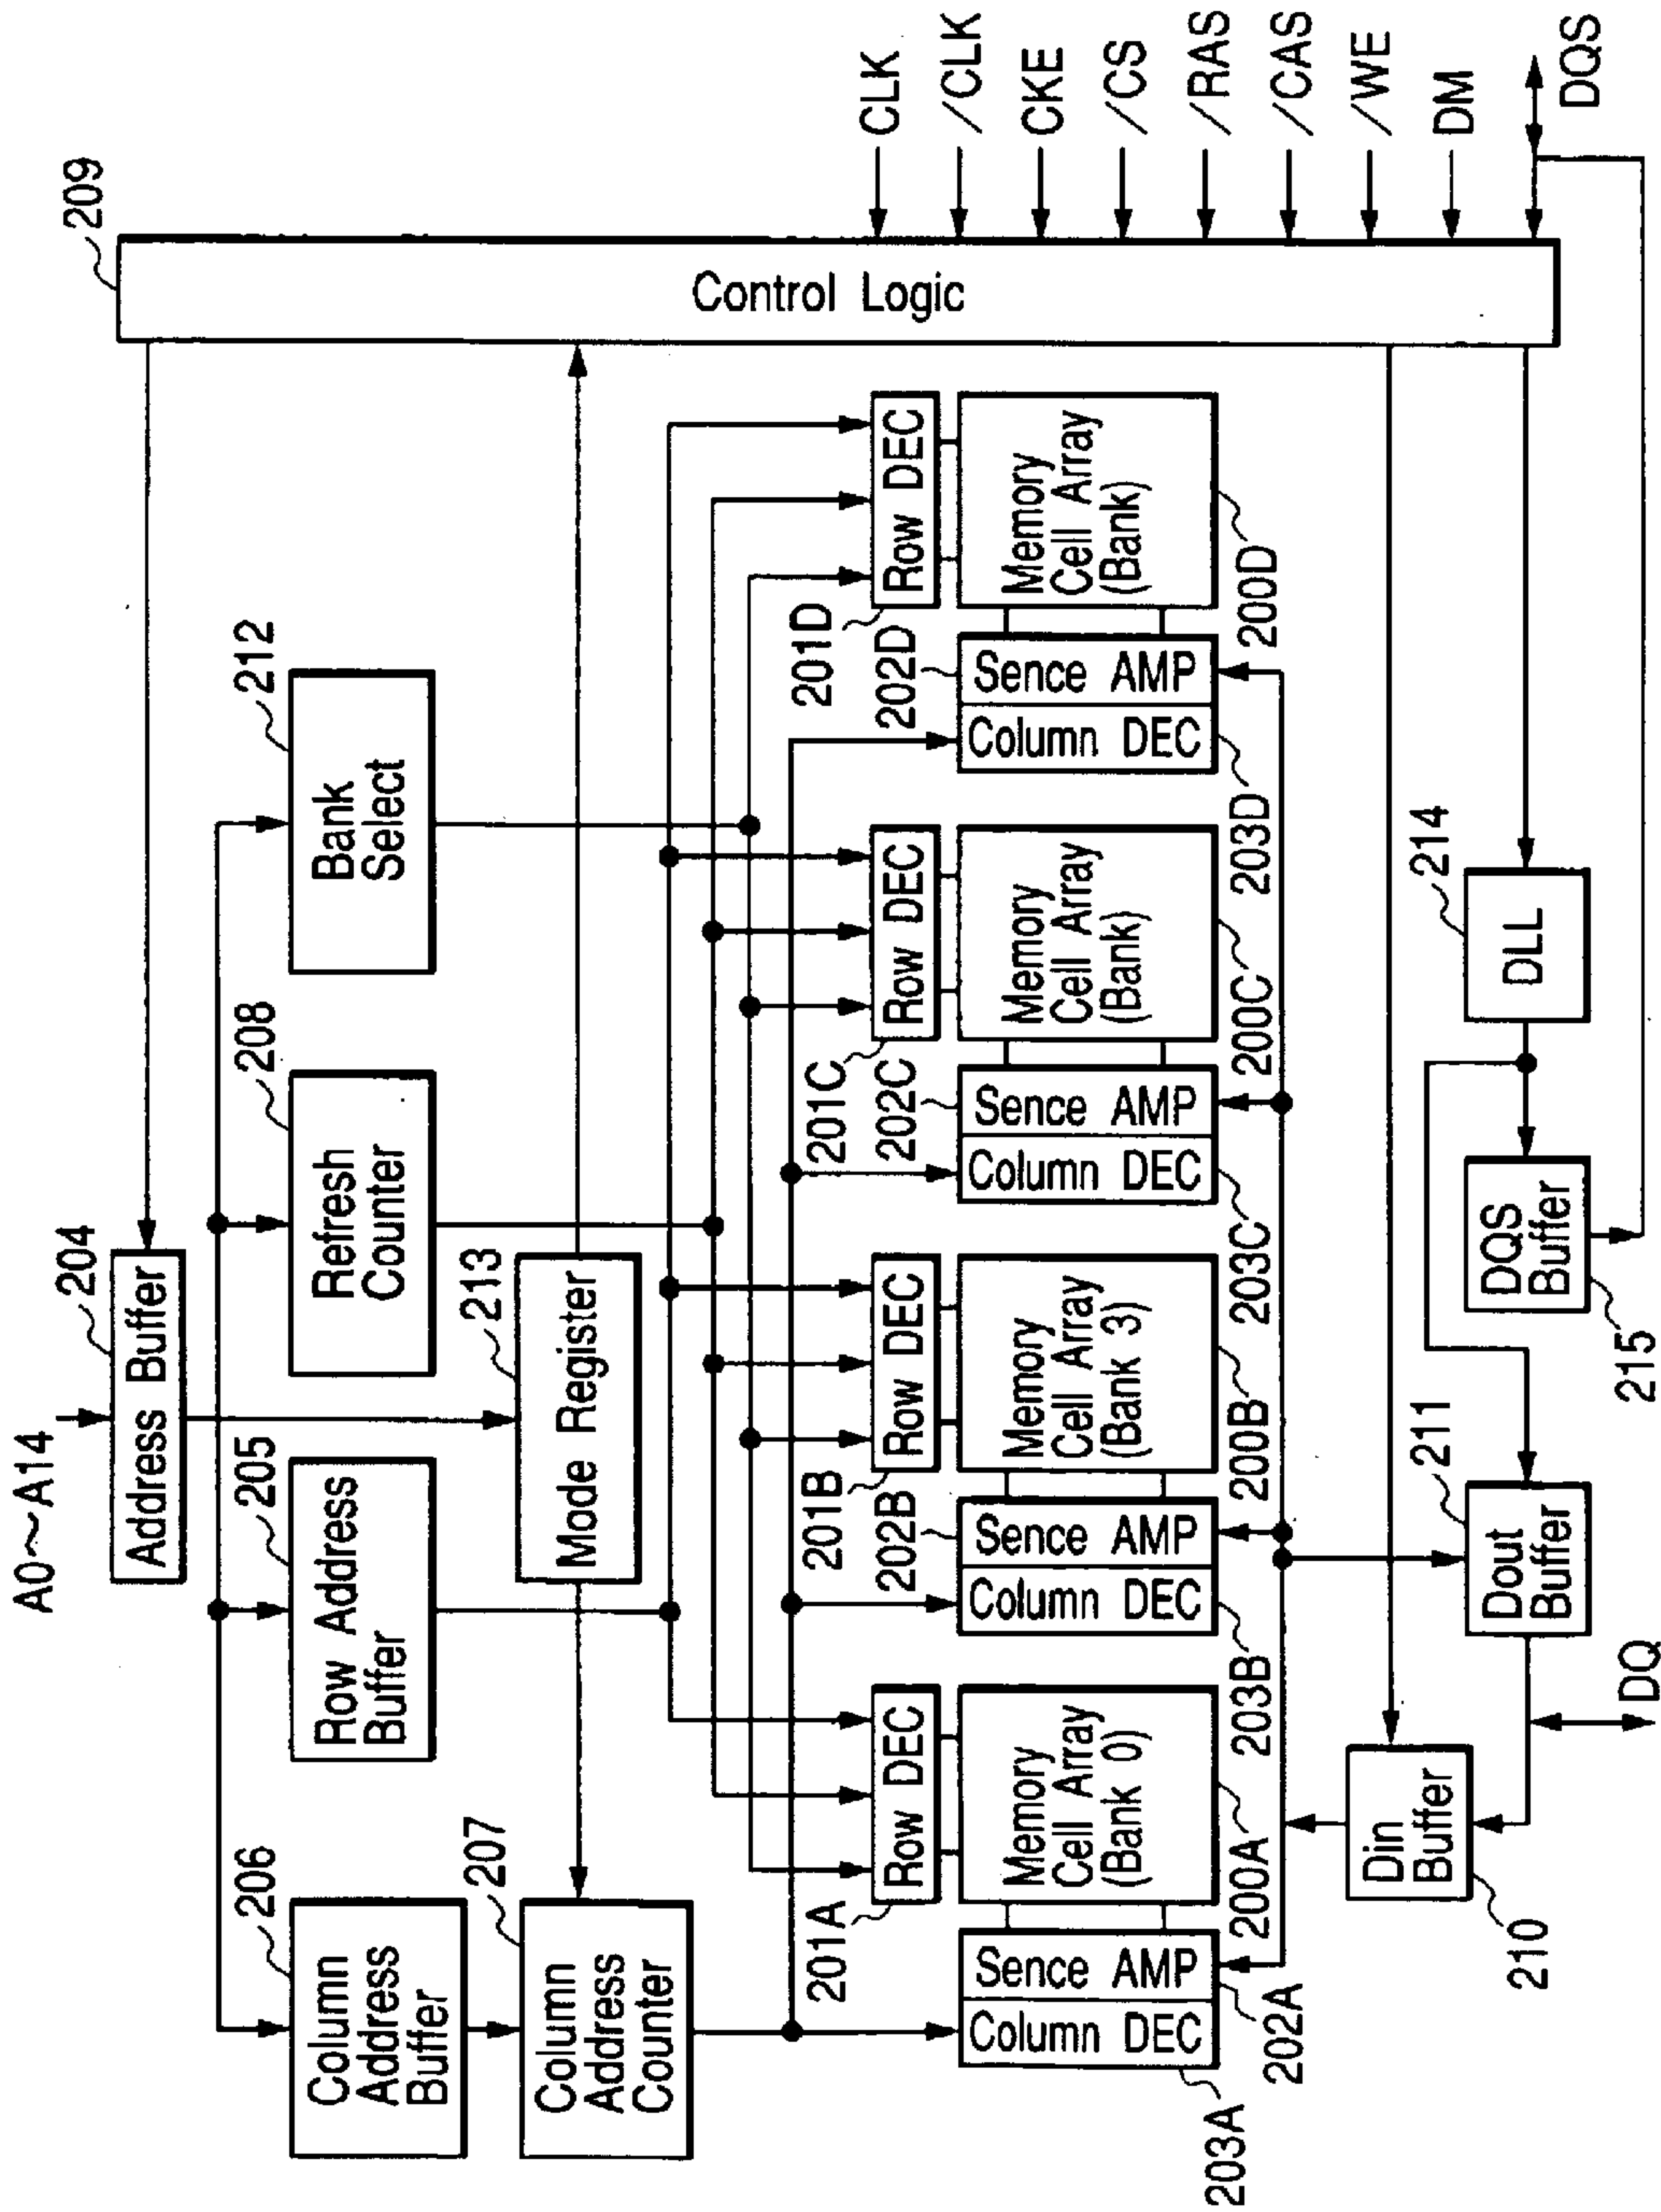 A0~A14
204
Address Buffer
209
Control Logic
206
Column
Address
Buffer
205
Row Address
Buffer
208
Refresh
Counter
212
Bank
Select
207
Column
Address
Counter
213
Mode Register
CLK
/CLK
CKE
/CS
/RAS
/CAS
/WE
DM
DQS
201A
Row DEC
Memory
Cell Array
(Bank 0)
200A
Sence AMP
202A
Column DEC
203A
201B
Row DEC
Memory
Cell Array
(Bank 3)
200B
202B
Sence AMP
Column DEC
203B
201C
Row DEC
Memory
Cell Array
(Bank)
200C
202C
Sence AMP
Column DEC
203C
201D
Row DEC
Memory
Cell Array
(Bank)
200D
202D
Sence AMP
Column DEC
203D
Din
Buffer
210
211
Dout
Buffer
DQ
DQS
Buffer
215
214
DLL